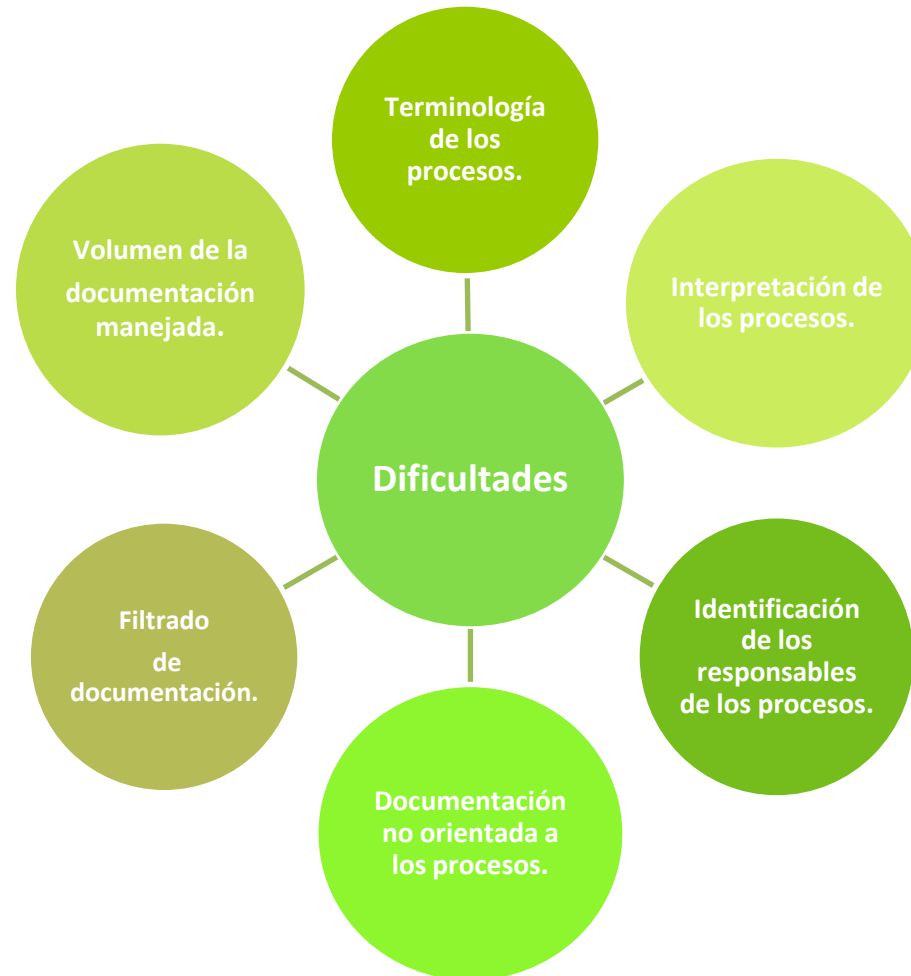 Terminología
de los
procesos.
Volumen de la
documentación
manejada.
Interpretación de
los procesos.
Dificultades
Filtrado
de
documentación.
Identificación
de los
responsables
de los procesos.
Documentación
no orientada a
los procesos.